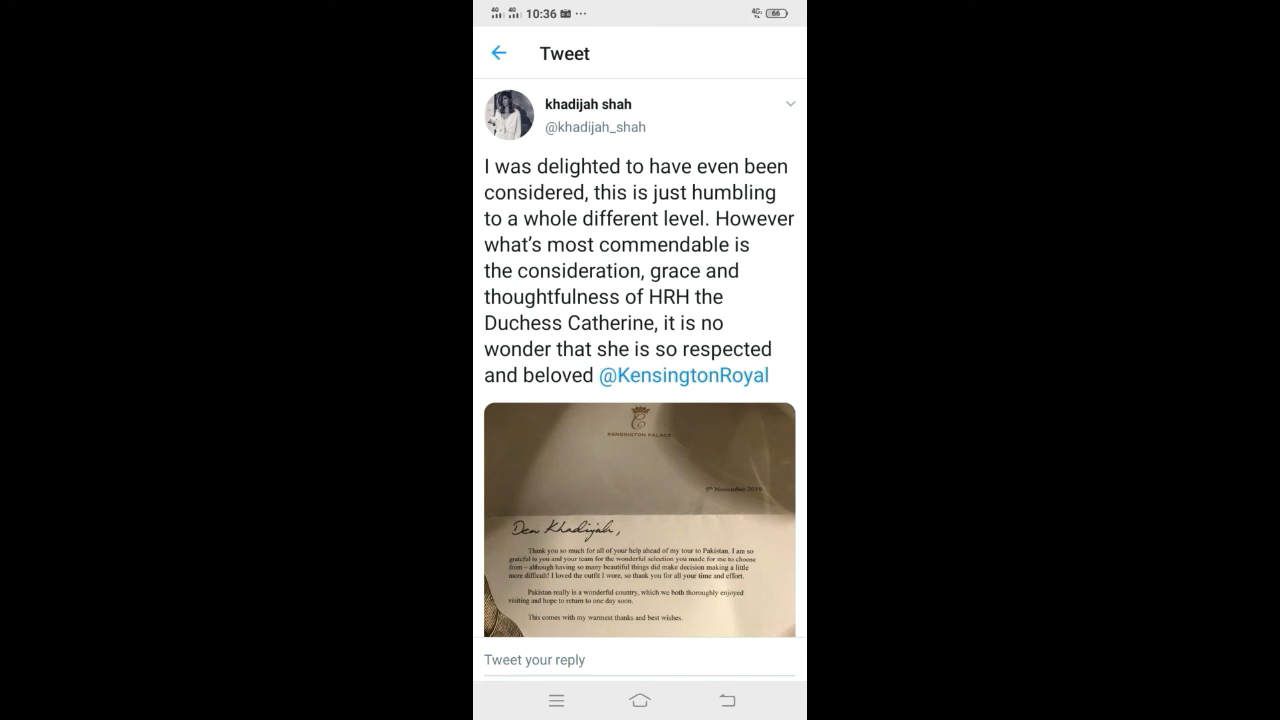 4G 4G 10:36 ... 4G 66
Tweet
khadijah shah
@khadijah_shah
I was delighted to have even been
considered, this is just humbling
to a whole different level. However
what's most commendable is
the consideration, grace and
thoughtfulness of HRH the
Duchess Catherine, it is no
wonder that she is so respected
and beloved @KensingtonRoyal
C
KENSINGTON PALACE
9th November 2019
Dear Khadijah,
Thank you so much for all of your help ahead of my tour to Pakistan. I am so
grateful to you and your team for the wonderful selection you made for me to choose
from – although having so many beautiful things did make decision making a little
more difficult! I loved the outfit I wore, so thank you for all your time and effort.
Pakistan really is a wonderful country, which we both thoroughly enjoyed
visiting and hope to return to one day soon.
This comes with my warmest thanks and best wishes.
Tweet your reply